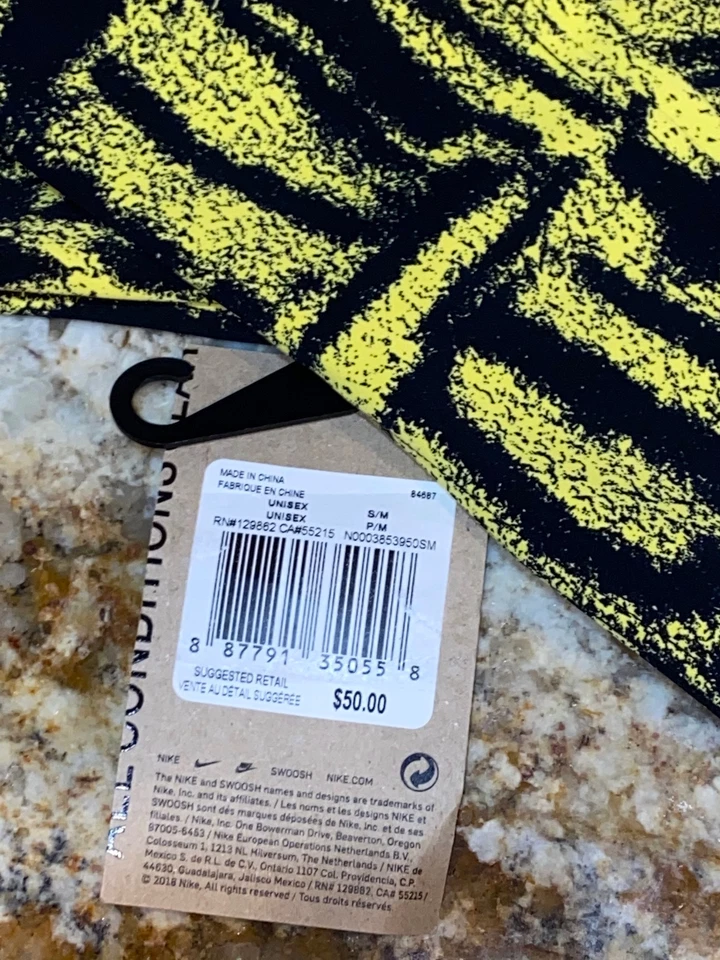 ALL CONDITIONS
MADE IN CHINA
FABRIQUE EN CHINE
84687
UNISEX S/M
UNISEX P/M
RN#129862 CA#55215 N0003853950SM
8 87791 35055 8
SUGGESTED RETAIL
VENTE AU DÉTAIL SUGGÉRÉE
$50.00
NIKE SWOOSH NIKE.COM
The NIKE and SWOOSH names and designs are trademarks of
Nike, Inc. and its affiliates. / Les noms et les designs NIKE et
SWOOSH sont des marques déposées de Nike, Inc. et de ses
filiales. / Nike, Inc. One Bowerman Drive, Beaverton, Oregon
97005-6453 / Nike European Operations Netherlands B.V.,
Colosseum 1, 1213 NL Hilversum, The Netherlands / NIKE de
Mexico S. de R.L. de C.V., Ontario 1107 Col. Providencia, C.P.
44630, Guadalajara, Jalisco Mexico / RN# 129862, CA# 55215 /
© 2018 Nike, All rights reserved / Tous droits réservés.